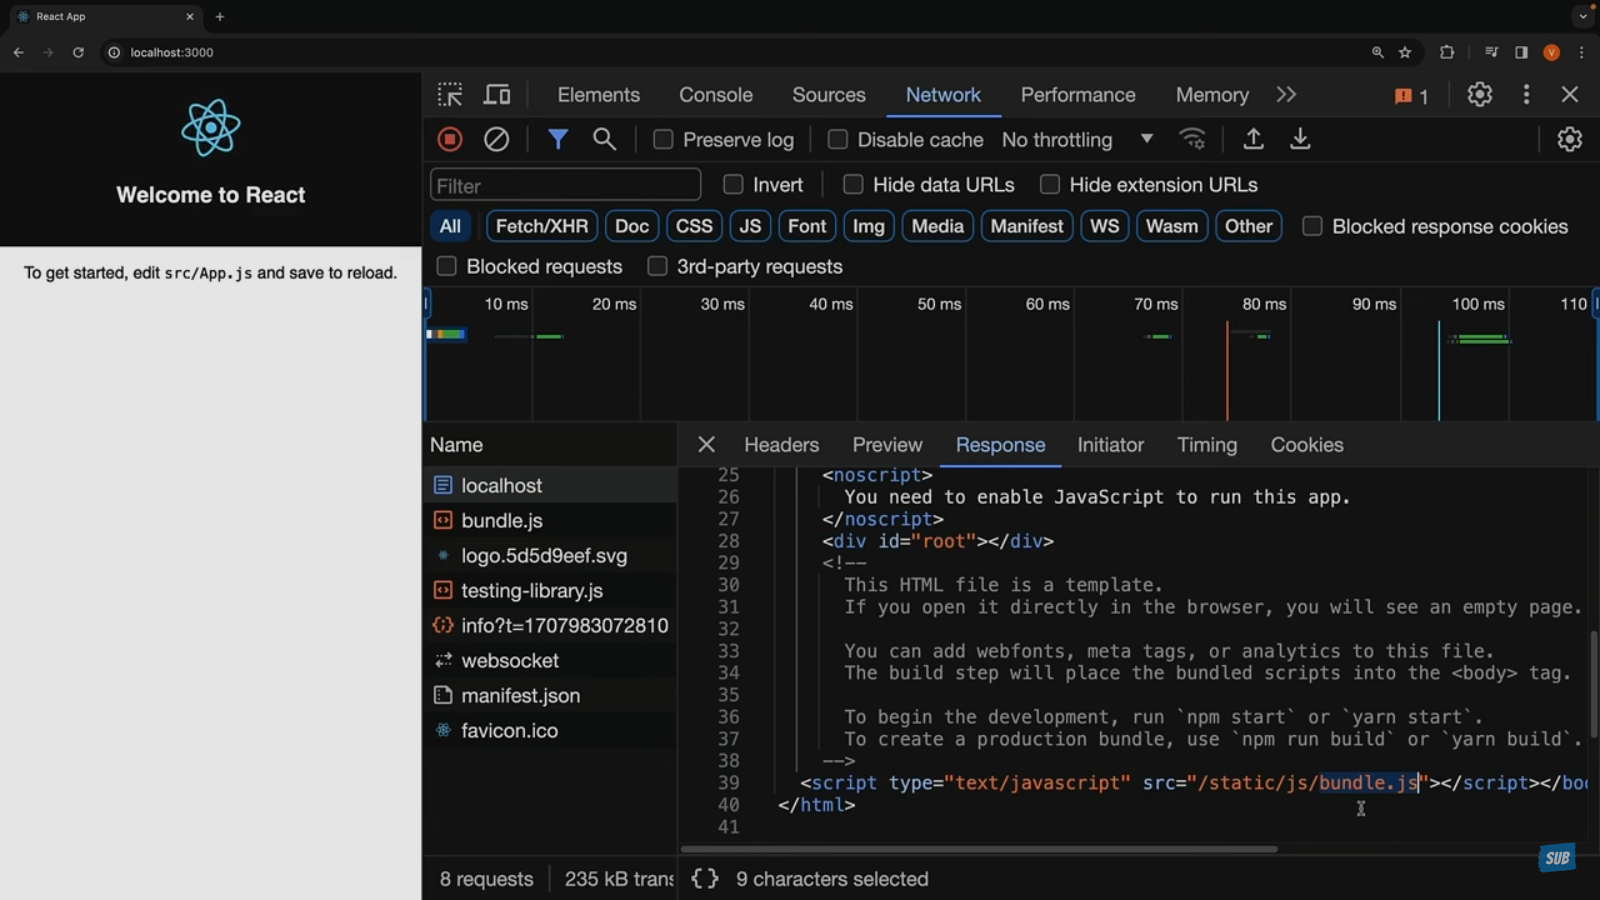 React App
localhost:3000
V
Welcome to React
To get started, edit src/App.js and save to reload.
Elements Console Sources Network Performance Memory 1
Preserve log Disable cache No throttling
Filter Invert Hide data URLs Hide extension URLs
All Fetch/XHR Doc CSS JS Font Img Media Manifest WS Wasm Other Blocked response cookies
Blocked requests 3rd-party requests
10 ms 20 ms 30 ms 40 ms 50 ms 60 ms 70 ms 80 ms 90 ms 100 ms 110
Name
localhost
bundle.js
logo.5d5d9eef.svg
testing-library.js
info?t=1707983072810
websocket
manifest.json
favicon.ico
8 requests 235 kB trans
Headers Preview Response Initiator Timing Cookies
25 <noscript>
26 You need to enable JavaScript to run this app.
27 </noscript>
28 <div id="root"></div>
29 <!--
30 This HTML file is a template.
31 If you open it directly in the browser, you will see an empty page.
32
33 You can add webfonts, meta tags, or analytics to this file.
34 The build step will place the bundled scripts into the <body> tag.
35
36 To begin the development, run `npm start` or `yarn start`.
37 To create a production bundle, use `npm run build` or `yarn build`.
38 -->
39 <script type="text/javascript" src="/static/js/bundle.js"></script></bod
40 </html>
41
{} 9 characters selected
SUB